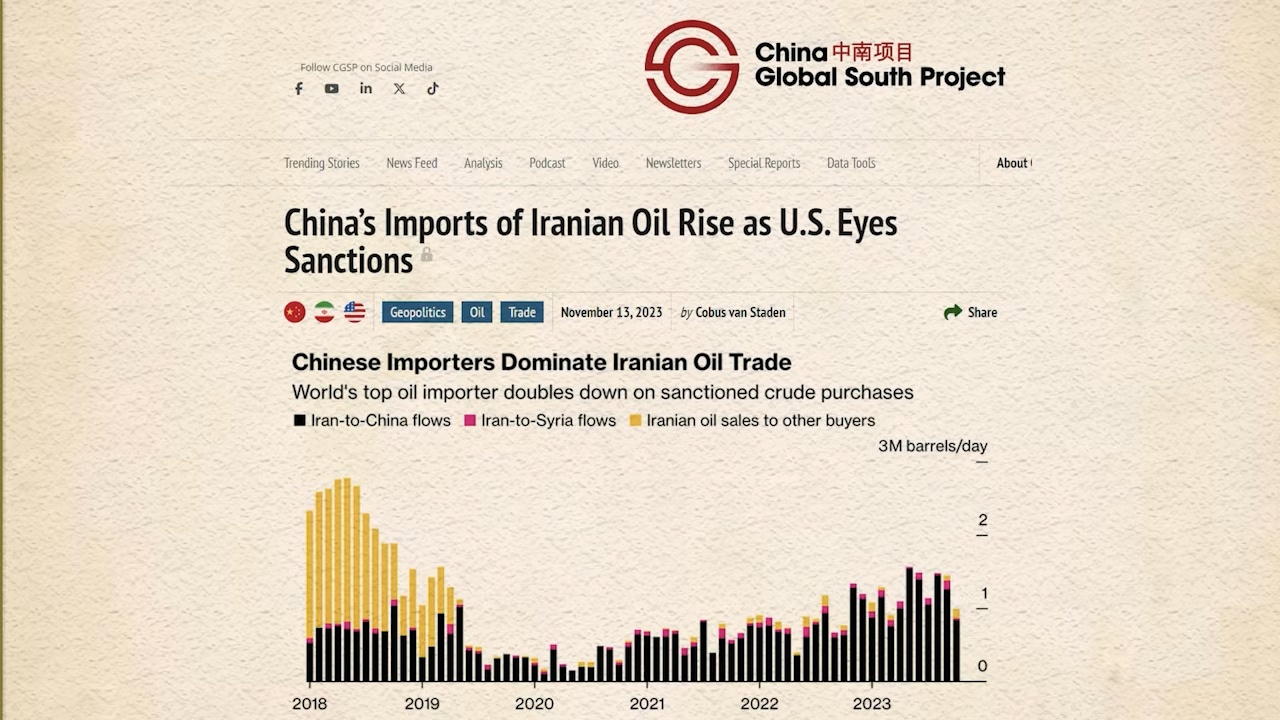 Follow CGSP on Social Media
China 中南项目
Global South Project
Trending Stories News Feed Analysis Podcast Video Newsletters Special Reports Data Tools About
China's Imports of Iranian Oil Rise as U.S. Eyes
Sanctions
Geopolitics Oil Trade November 13, 2023 by Cobus van Staden Share
Chinese Importers Dominate Iranian Oil Trade
World's top oil importer doubles down on sanctioned crude purchases
Iran-to-China flows Iran-to-Syria flows Iranian oil sales to other buyers
3M barrels/day
2
1
0
2018 2019 2020 2021 2022 2023